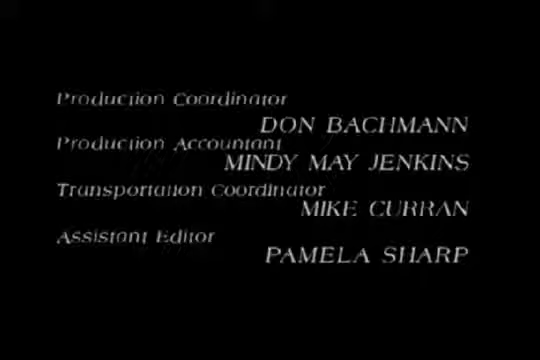 Production Coordinator
DON BACHMANN
Production Accountant
MINDY MAY JENKINS
Transportation Coordinator
MIKE CURRAN
Assistant Editor
PAMELA SHARP